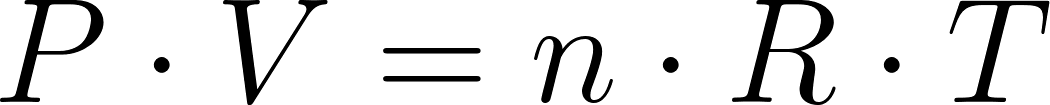 P · V = n · R · T